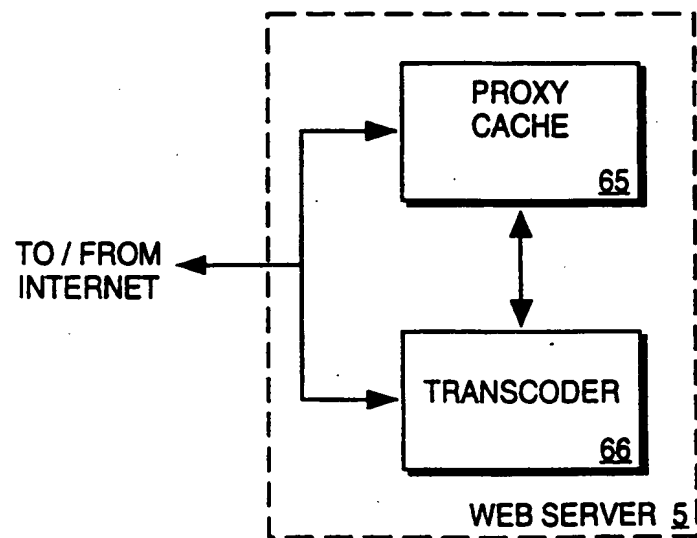 PROXY
CACHE
65
TO / FROM
INTERNET
TRANSCODER
66
WEB SERVER 5